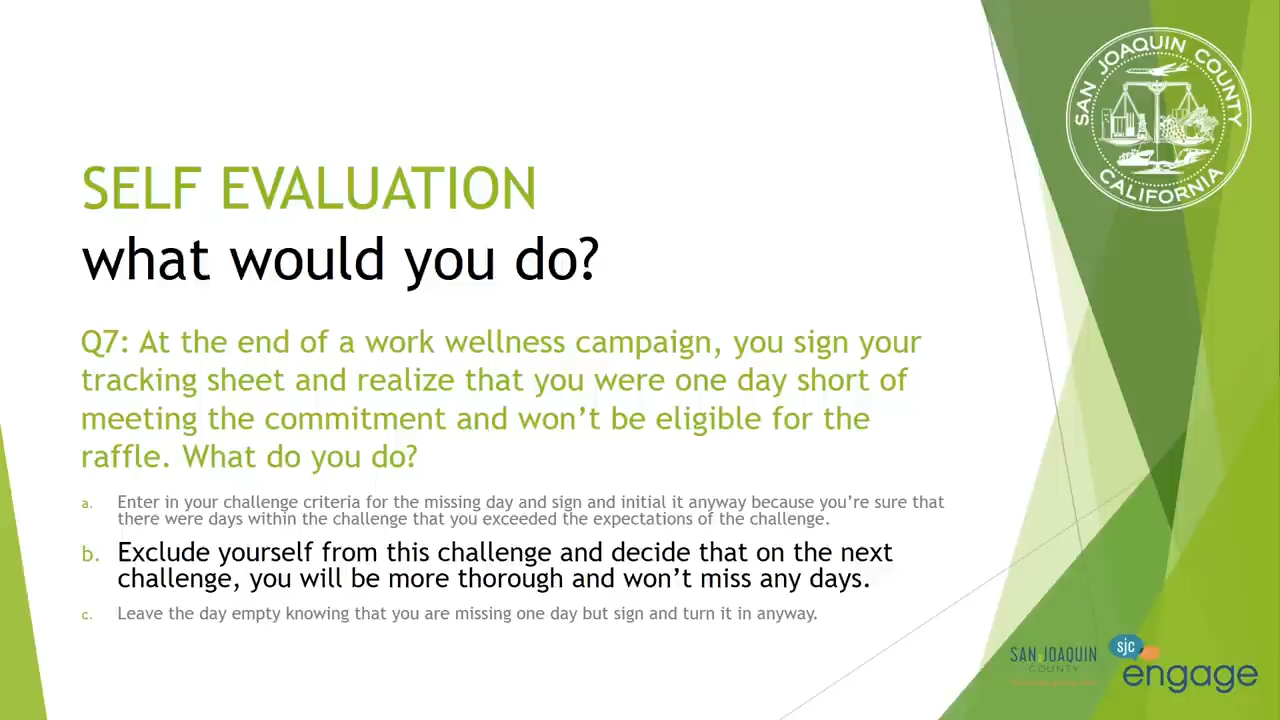 SAN JOAQUIN COUNTY
CALIFORNIA
SELF EVALUATION
what would you do?
Q7: At the end of a work wellness campaign, you sign your
tracking sheet and realize that you were one day short of
meeting the commitment and won’t be eligible for the
raffle. What do you do?
a. Enter in your challenge criteria for the missing day and sign and initial it anyway because you’re sure that
there were days within the challenge that you exceeded the expectations of the challenge.
b. Exclude yourself from this challenge and decide that on the next
challenge, you will be more thorough and won’t miss any days.
c. Leave the day empty knowing that you are missing one day but sign and turn it in anyway.
SAN JOAQUIN
COUNTY
sjc
engage